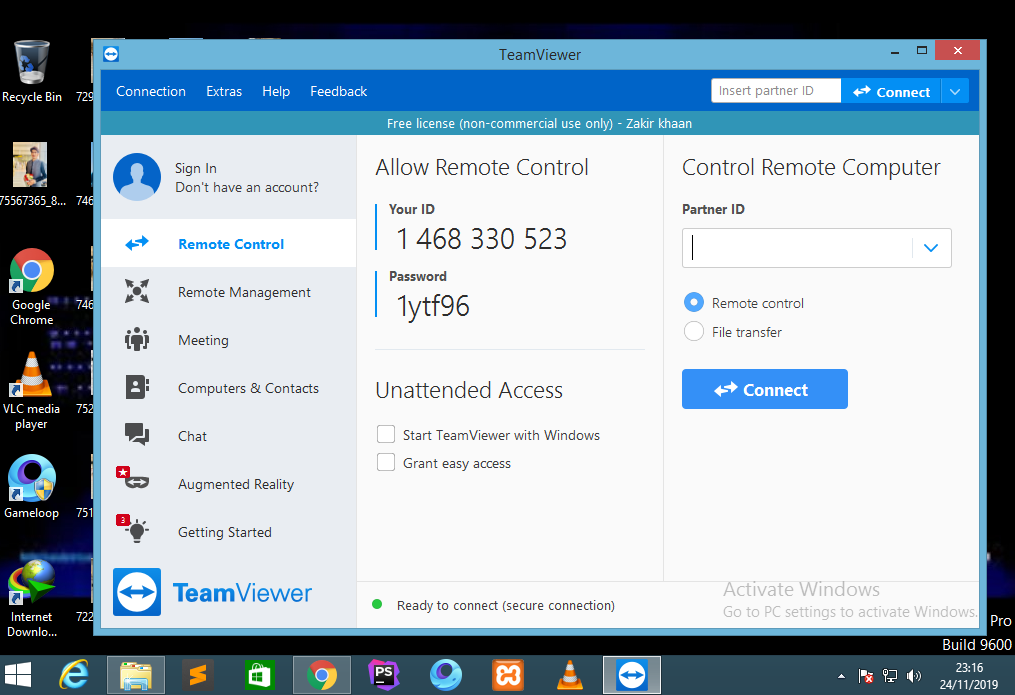 TeamViewer
Connection Extras Help Feedback
Insert partner ID
Connect
Free license (non-commercial use only) - Zakir khaan
Sign In
Don't have an account?
Remote Control
Remote Management
Meeting
Computers & Contacts
Chat
Augmented Reality
3
Getting Started
TeamViewer
Allow Remote Control
Your ID
1 468 330 523
Password
1ytf96
Unattended Access
Start TeamViewer with Windows
Grant easy access
Control Remote Computer
Partner ID
Remote control
File transfer
Connect
Ready to connect (secure connection)
Activate Windows
Go to PC settings to activate Windows.
Recycle Bin
729
75567365_8...
746
Google
Chrome
746
VLC media
player
752
Gameloop
751
Internet
Downlo...
722
Pro
Build 9600
PS
23:16
24/11/2019